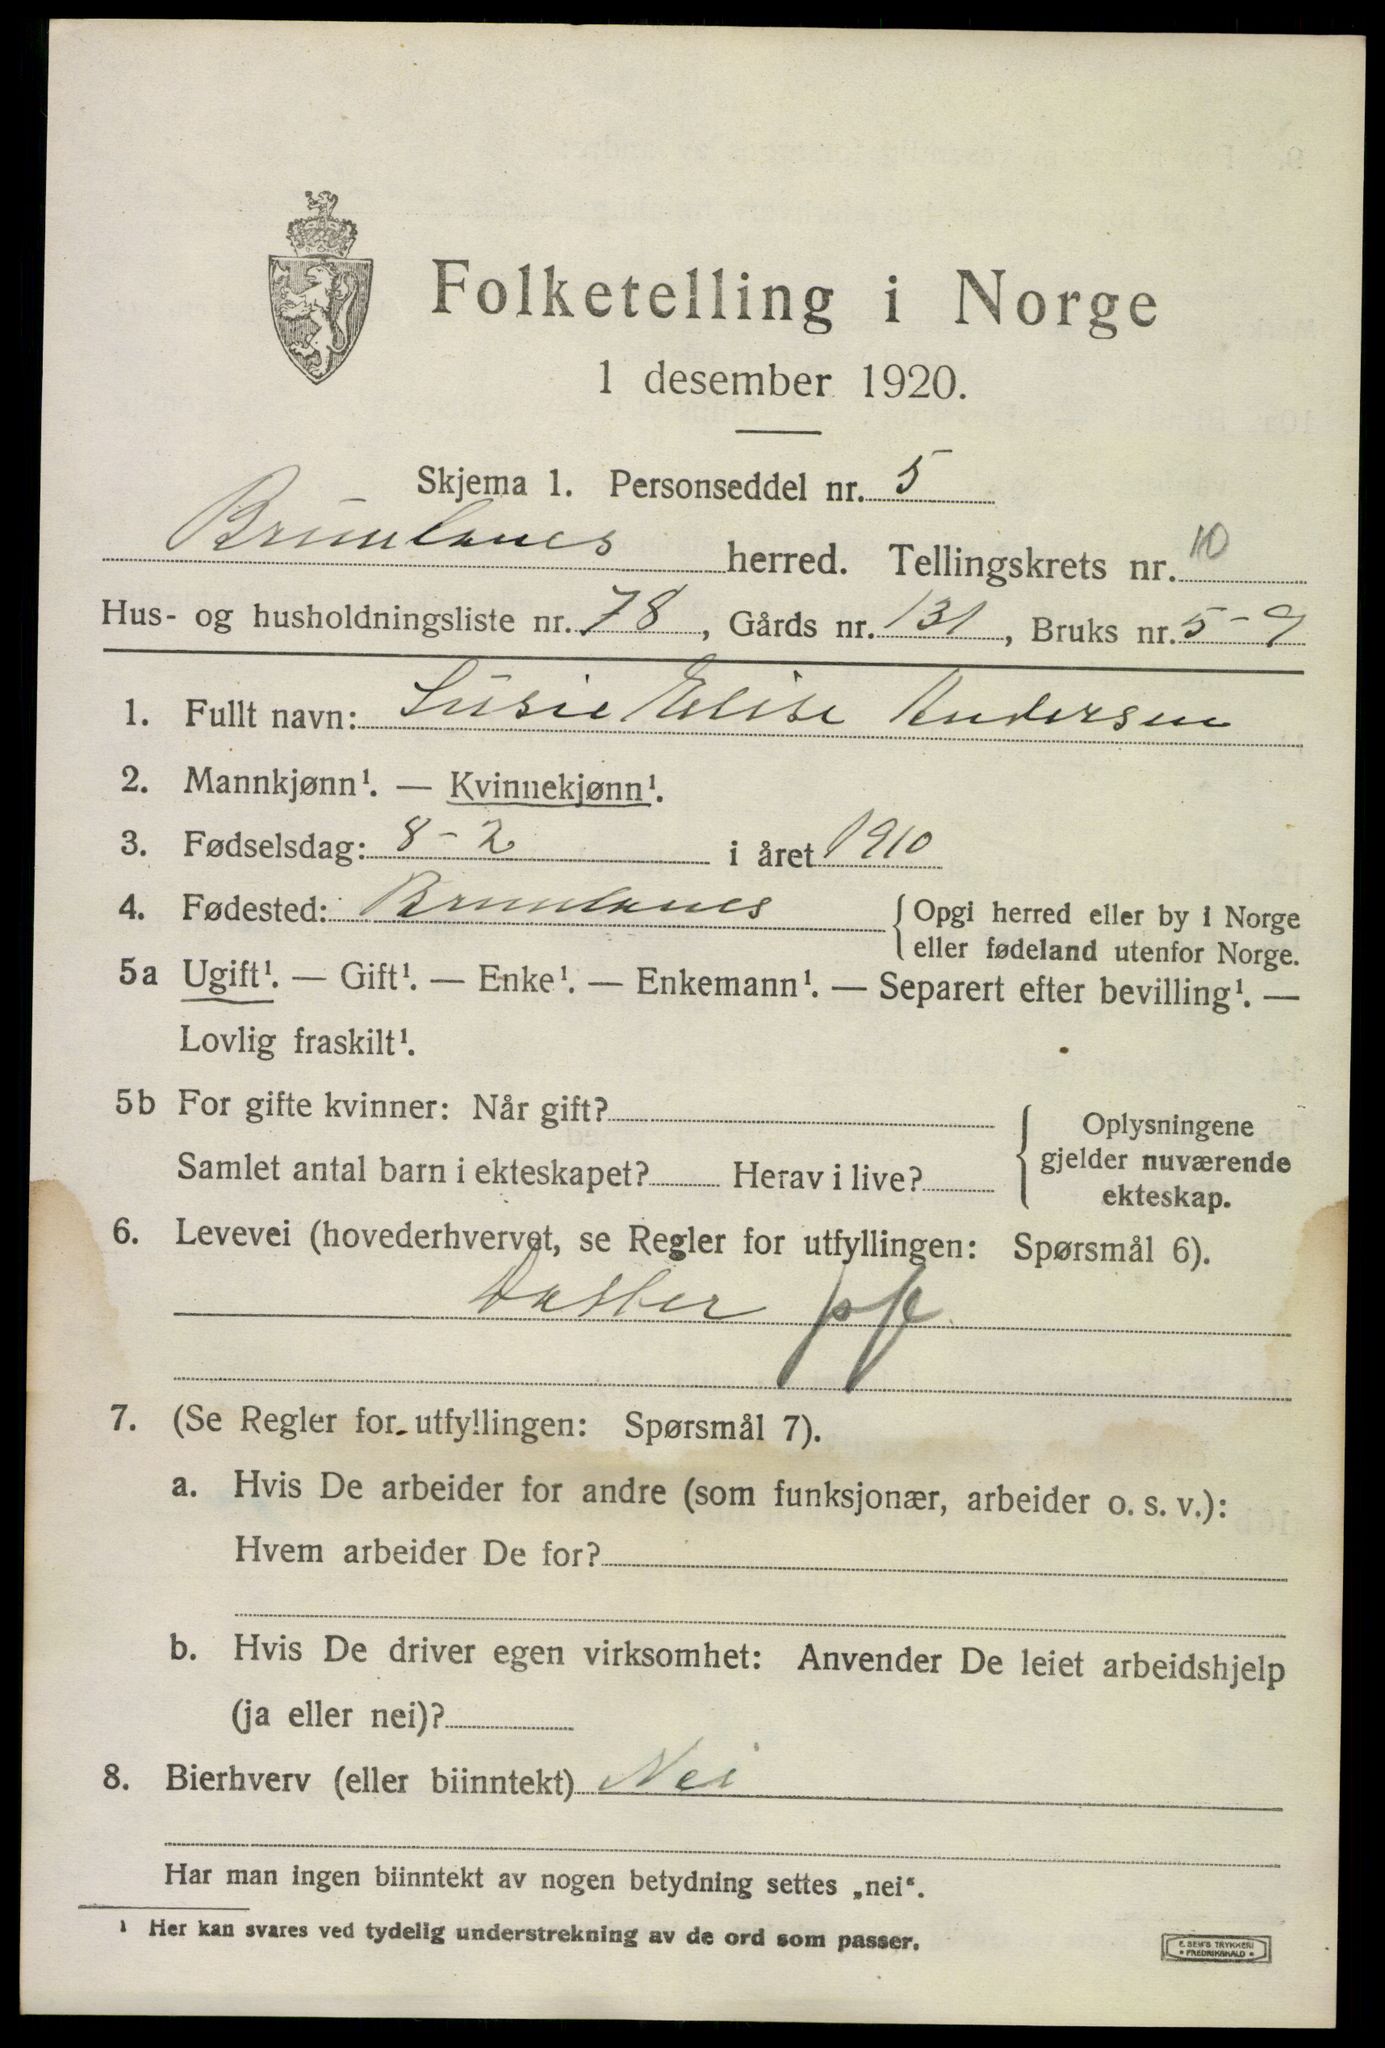 Folketelling i Norge
1 desember 1920.
Skjema 1. Personseddel nr. 5
Brunlanes herred. Tellingskrets nr. 10
Hus- og husholdningsliste nr. 78, Gårds nr. 131, Bruks nr. 5-9
1. Fullt navn: Susie Elise Andersen
2. Mannkjønn¹. — Kvinnekjønn¹.
3. Fødselsdag: 8-2 i året 1910
4. Fødested: Brunlanes {Opgi herred eller by i Norge
eller fødeland utenfor Norge.
5a Ugift¹. — Gift¹. — Enke¹. — Enkemann¹. — Separert efter bevilling¹. —
Lovlig fraskilt¹.
5b For gifte kvinner: Når gift?
Samlet antal barn i ekteskapet? Herav i live?
Oplysningene
gjelder nuværende
ekteskap.
6. Levevei (hovederhvervet, se Regler for utfyllingen: Spørsmål 6).
Datter pf
7. (Se Regler for utfyllingen: Spørsmål 7).
a. Hvis De arbeider for andre (som funksjonær, arbeider o. s. v.):
Hvem arbeider De for?
b. Hvis De driver egen virksomhet: Anvender De leiet arbeidshjelp
(ja eller nei)?
8. Bierhverv (eller biinntekt) Nei
Har man ingen biinntekt av nogen betydning settes „nei“.
¹ Her kan svares ved tydelig understrekning av de ord som passer.
E. SEM'S TRYKKERI
• FREDRIKSHALD •